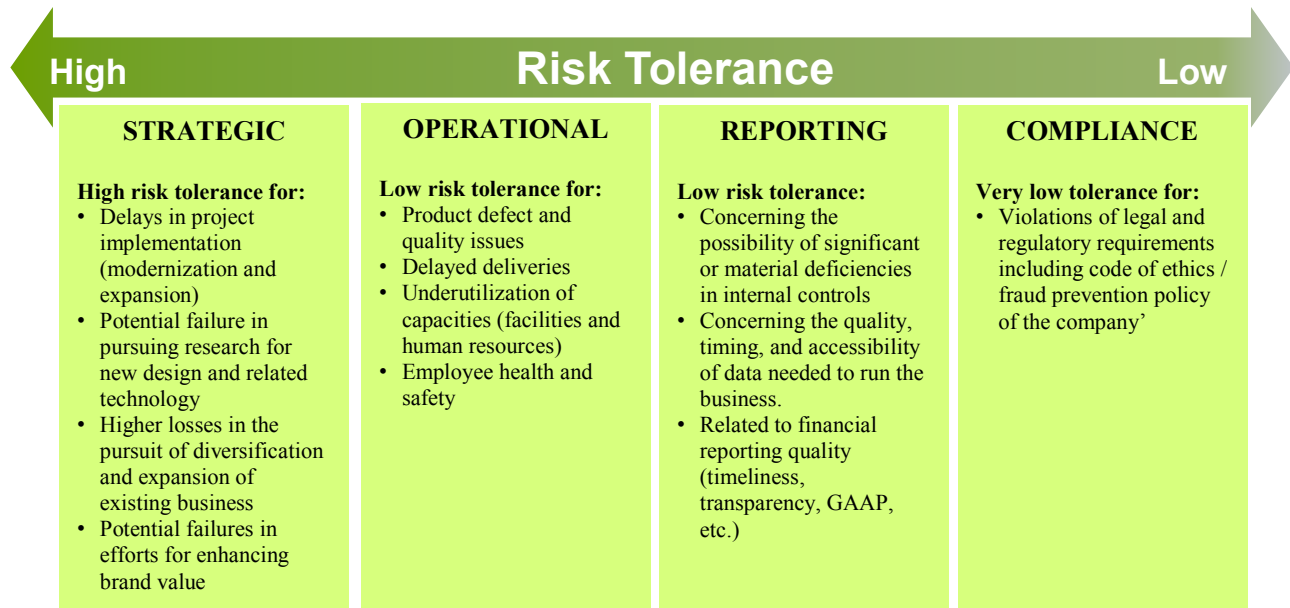 High Risk Tolerance Low
STRATEGIC
High risk tolerance for:
• Delays in project
implementation
(modernization and
expansion)
• Potential failure in
pursuing research for
new design and related
technology
• Higher losses in the
pursuit of diversification
and expansion of
existing business
• Potential failures in
efforts for enhancing
brand value
OPERATIONAL
Low risk tolerance for:
• Product defect and
quality issues
• Delayed deliveries
• Underutilization of
capacities (facilities and
human resources)
• Employee health and
safety
REPORTING
Low risk tolerance:
• Concerning the
possibility of significant
or material deficiencies
in internal controls
• Concerning the quality,
timing, and accessibility
of data needed to run the
business.
• Related to financial
reporting quality
(timeliness,
transparency, GAAP,
etc.)
COMPLIANCE
Very low tolerance for:
• Violations of legal and
regulatory requirements
including code of ethics /
fraud prevention policy
of the company’